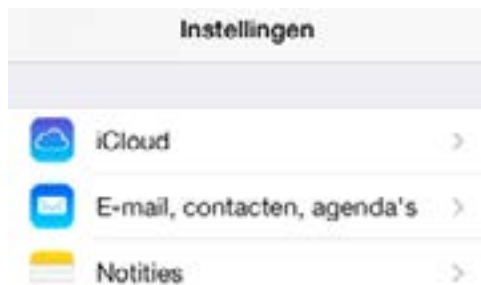 Instellingen
iCloud
E-mail, contacten, agenda's
Notities